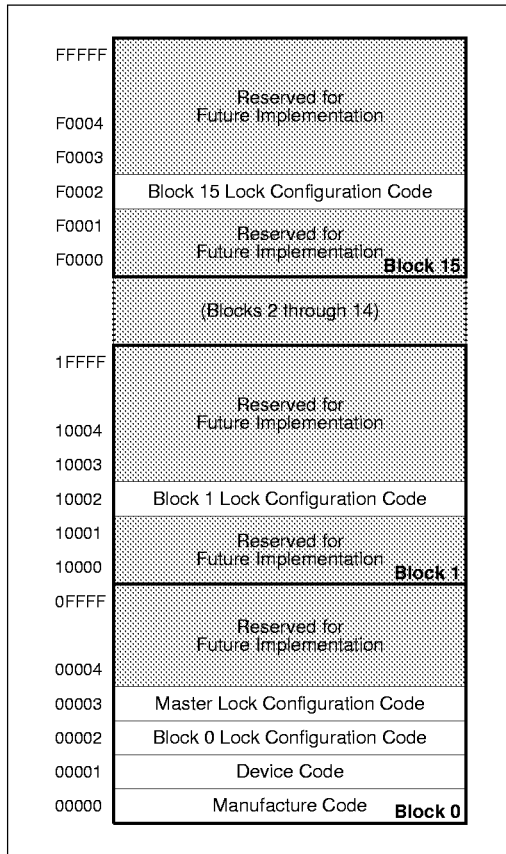 FFFFF
Reserved for
Future Implementation
F0004
F0003
F0002 Block 15 Lock Configuration Code
F0001
Reserved for
Future Implementation
F0000
Block 15
(Blocks 2 through 14)
1FFFF
Reserved for
Future Implementation
10004
10003
10002 Block 1 Lock Configuration Code
10001
Reserved for
Future Implementation
10000
Block 1
0FFFF
Reserved for
Future Implementation
00004
00003 Master Lock Configuration Code
00002 Block 0 Lock Configuration Code
00001 Device Code
00000 Manufacture Code
Block 0